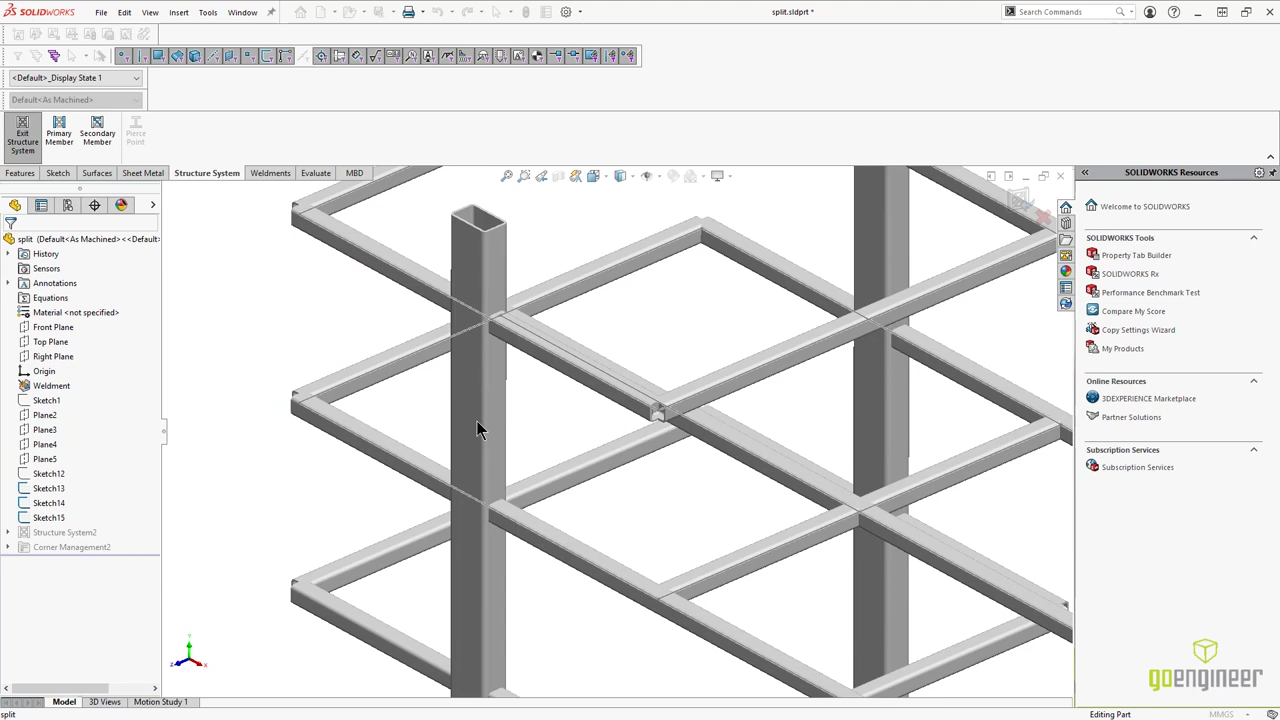 SOLIDWORKS
File
Edit
View
Insert
Tools
Window
split.sldprt *
Search Commands
<Default>_Display State 1
Default<As Machined>
Exit
Structure
System
Primary
Member
Secondary
Member
Pierce
Point
Features
Sketch
Surfaces
Sheet Metal
Structure System
Weldments
Evaluate
MBD
split (Default<As Machined><<Default>
History
Sensors
Annotations
Equations
Material <not specified>
Front Plane
Top Plane
Right Plane
Origin
Weldment
Sketch1
Plane2
Plane3
Plane4
Plane5
Sketch12
Sketch13
Sketch14
Sketch15
Structure System2
Corner Management2
SOLIDWORKS Resources
Welcome to SOLIDWORKS
SOLIDWORKS Tools
Property Tab Builder
SOLIDWORKS Rx
Performance Benchmark Test
Compare My Score
Copy Settings Wizard
My Products
Online Resources
3DEXPERIENCE Marketplace
Partner Solutions
Subscription Services
Subscription Services
goengineer
Model
3D Views
Motion Study 1
split
Editing Part
MMGS